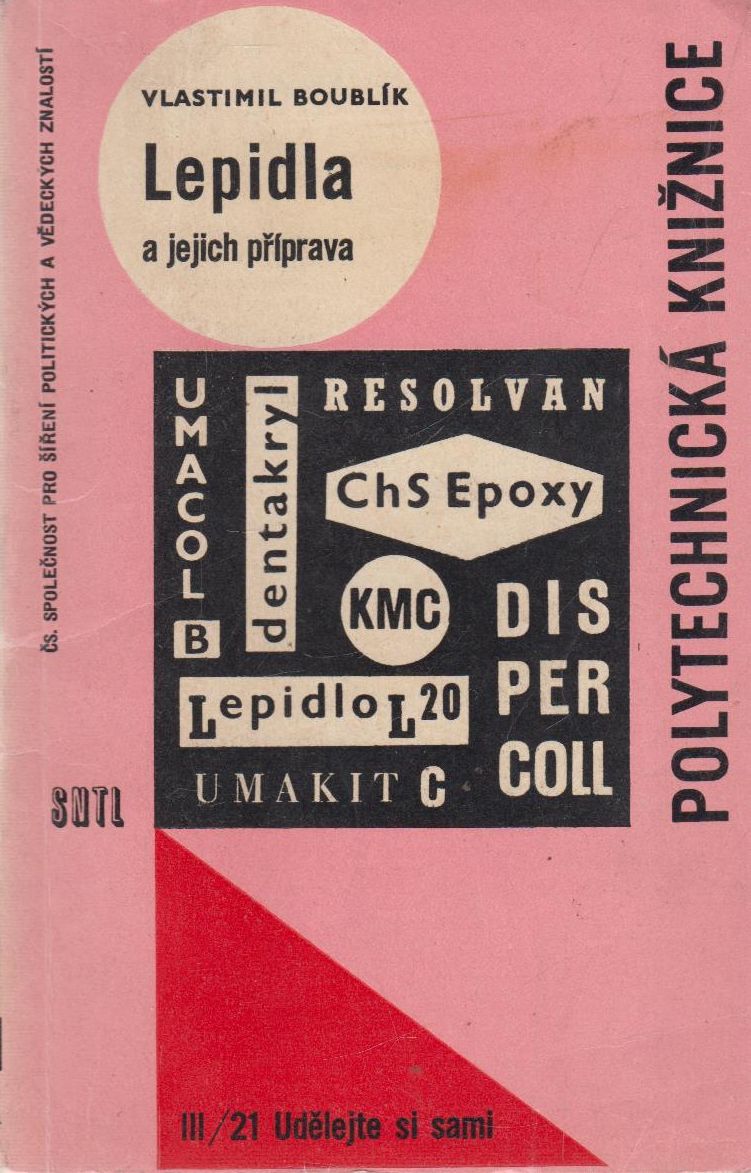 VLASTIMIL BOUBLÍK
Lepidla
a jejich příprava
ČS. SPOLEČNOST PRO ŠÍŘENÍ POLITICKÝCH A VĚDECKÝCH ZNALOSTÍ
POLYTECHNICKÁ KNIŽNICE
UMACOL B
dentakryl
RESOLVAN
ChS Epoxy
KMC
DIS
PER
COLL
Lepidlo L20
UMAKIT C
SNTL
III/21 Udělejte si sami